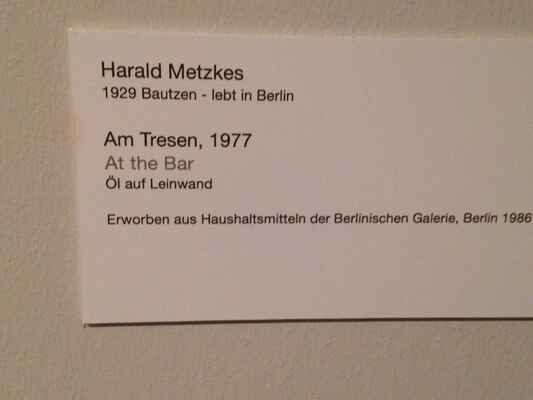 Harald Metzkes
1929 Bautzen - lebt in Berlin
Am Tresen, 1977
At the Bar
Öl auf Leinwand
Erworben aus Haushaltsmitteln der Berlinischen Galerie, Berlin 1986